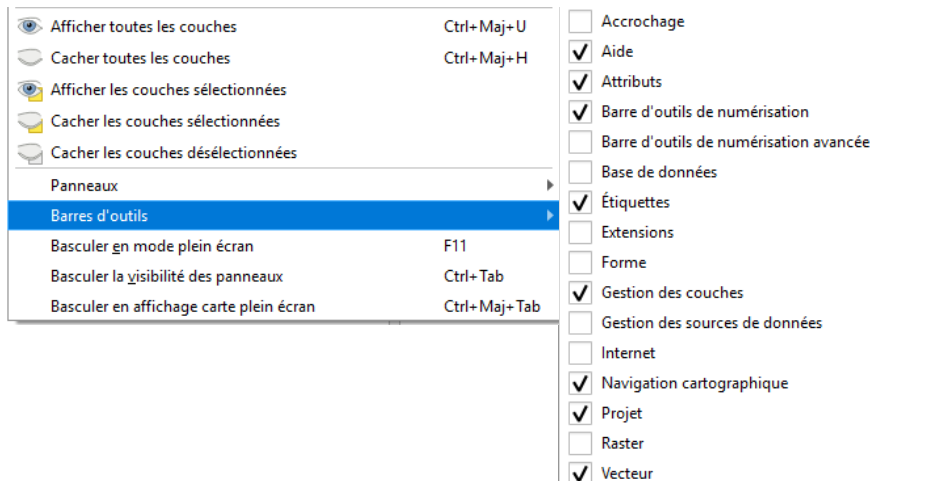 Afficher toutes les couches Ctrl+Maj+U
Cacher toutes les couches Ctrl+Maj+H
Afficher les couches sélectionnées
Cacher les couches sélectionnées
Cacher les couches désélectionnées
Panneaux
Barres d'outils
Basculer en mode plein écran F11
Basculer la visibilité des panneaux Ctrl+Tab
Basculer en affichage carte plein écran Ctrl+Maj+Tab
Accrochage
Aide
Attributs
Barre d'outils de numérisation
Barre d'outils de numérisation avancée
Base de données
Étiquettes
Extensions
Forme
Gestion des couches
Gestion des sources de données
Internet
Navigation cartographique
Projet
Raster
Vecteur